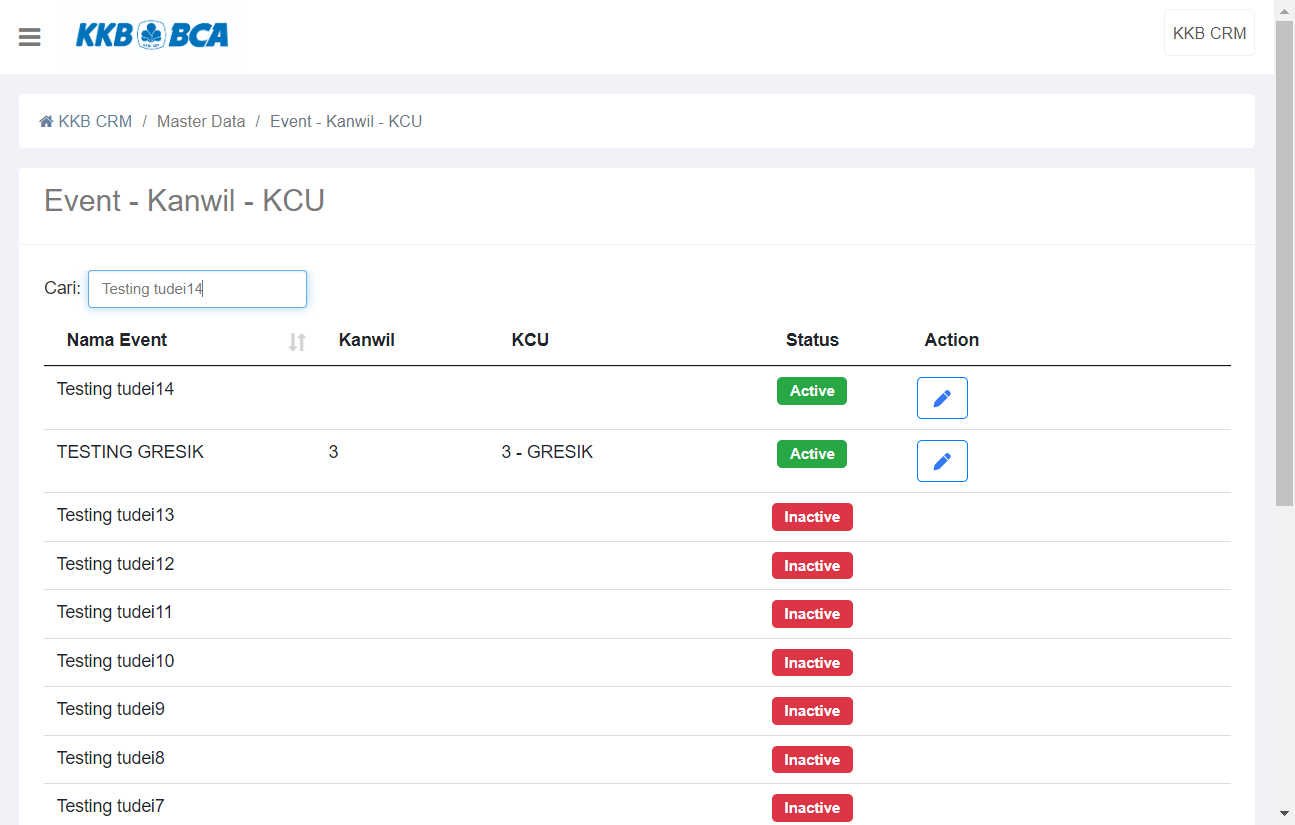 KKB BCA
KKB CRM
KKB CRM / Master Data / Event - Kanwil - KCU
Event - Kanwil - KCU
Cari: Testing tudei14
Nama Event Kanwil KCU Status Action
Testing tudei14 Active
TESTING GRESIK 3 3 - GRESIK Active
Testing tudei13 Inactive
Testing tudei12 Inactive
Testing tudei11 Inactive
Testing tudei10 Inactive
Testing tudei9 Inactive
Testing tudei8 Inactive
Testing tudei7 Inactive